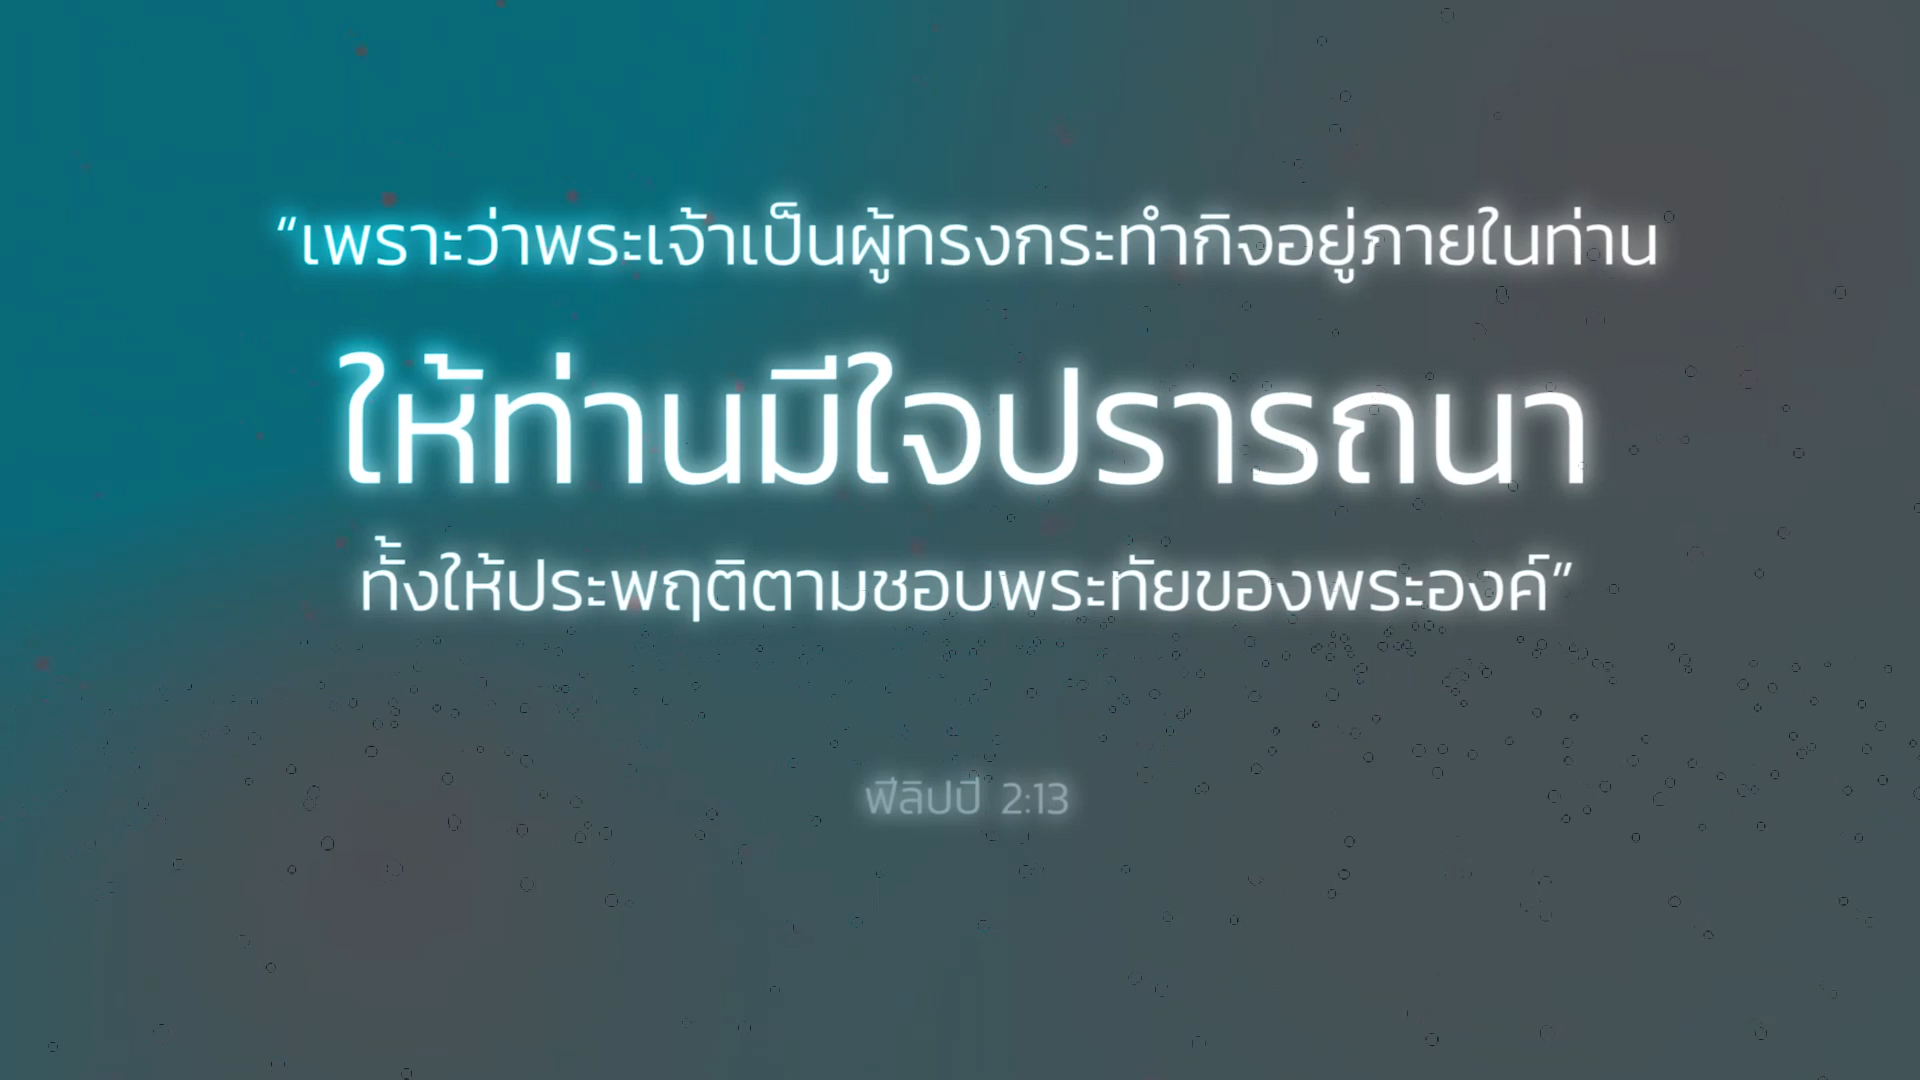 “เพราะว่าพระเจ้าเป็นผู้ทรงกระทำกิจอยู่ภายในท่าน
ให้ท่านมีใจปรารถนา
ทั้งให้ประพฤติตามชอบพระทัยของพระองค์”
ฟีลิปปี 2:13